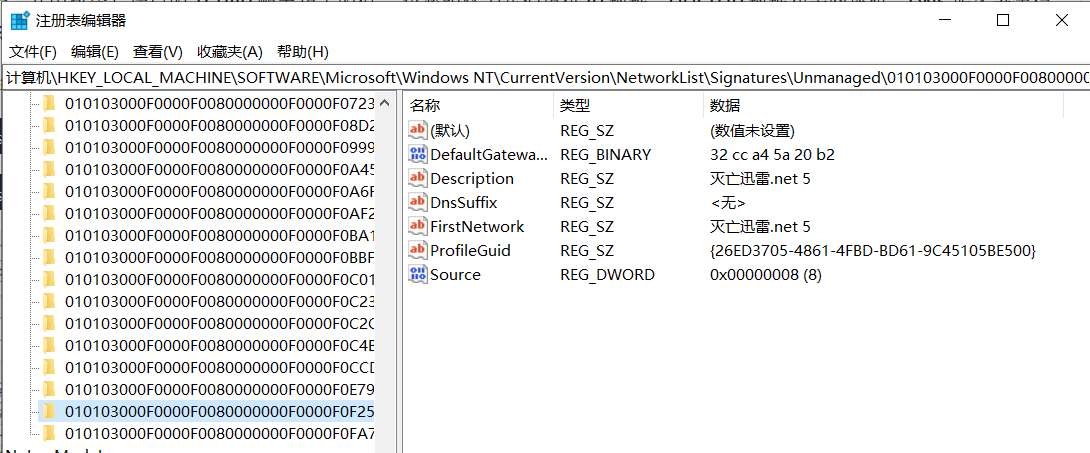 注册表编辑器
文件(F) 编辑(E) 查看(V) 收藏夹(A) 帮助(H)
计算机\HKEY_LOCAL_MACHINE\SOFTWARE\Microsoft\Windows NT\CurrentVersion\NetworkList\Signatures\Unmanaged\010103000F0000F00800000
010103000F0000F0080000000F0000F0723
010103000F0000F0080000000F0000F08D2
010103000F0000F0080000000F0000F0999
010103000F0000F0080000000F0000F0A45
010103000F0000F0080000000F0000F0A6F
010103000F0000F0080000000F0000F0AF2
010103000F0000F0080000000F0000F0BA1
010103000F0000F0080000000F0000F0BBF
010103000F0000F0080000000F0000F0C01
010103000F0000F0080000000F0000F0C23
010103000F0000F0080000000F0000F0C2C
010103000F0000F0080000000F0000F0C4E
010103000F0000F0080000000F0000F0CCD
010103000F0000F0080000000F0000F0E79
010103000F0000F0080000000F0000F0F25
010103000F0000F0080000000F0000F0FA7
名称 类型 数据
(默认) REG_SZ (数值未设置)
DefaultGatewa... REG_BINARY 32 cc a4 5a 20 b2
Description REG_SZ 灭亡迅雷.net 5
DnsSuffix REG_SZ <无>
FirstNetwork REG_SZ 灭亡迅雷.net 5
ProfileGuid REG_SZ {26ED3705-4861-4FBD-BD61-9C45105BE500}
Source REG_DWORD 0x00000008 (8)